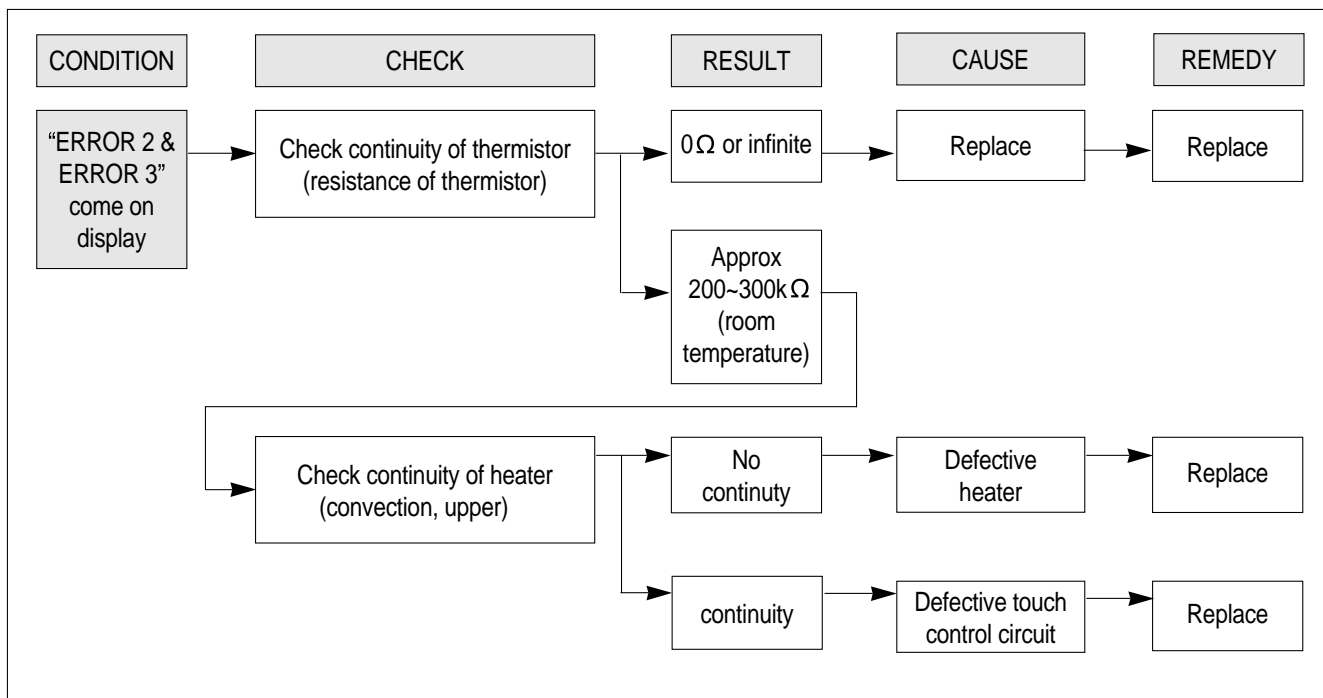 CONDITION
CHECK
RESULT
CAUSE
REMEDY
“ERROR 2 &
ERROR 3”
come on
display
Check continuity of thermistor
(resistance of thermistor)
0Ω or infinite
Replace
Replace
Approx
200~300kΩ
(room
temperature)
Check continuity of heater
(convection, upper)
No
continuty
Defective
heater
Replace
continuity
Defective touch
control circuit
Replace